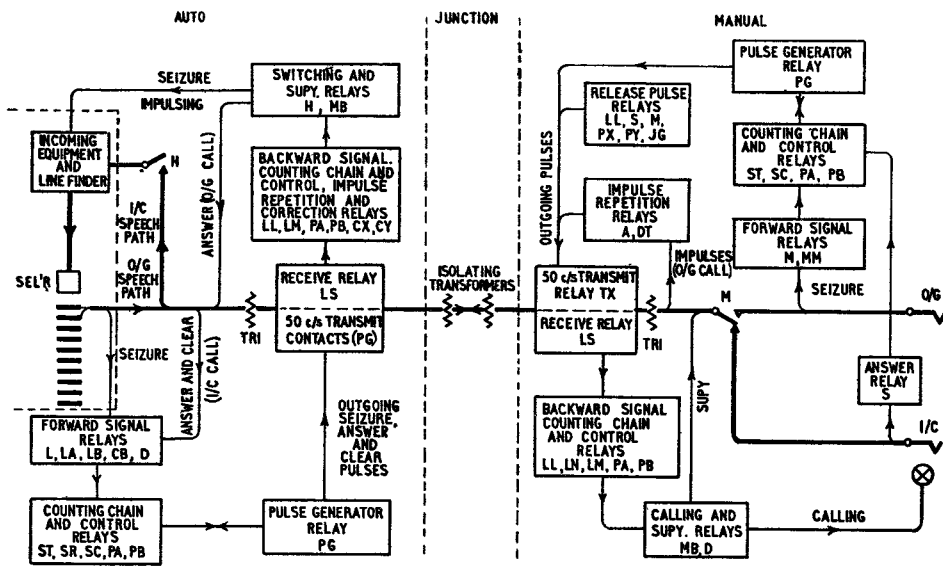 AUTO
JUNCTION
MANUAL
SEIZURE
IMPULSING
SWITCHING AND
SUPY. RELAYS
H , MB
INCOMING
EQUIPMENT
AND
LINE FINDER
H
I/C
SPEECH
PATH
O/G
SPEECH
PATH
ANSWER (O/G CALL)
BACKWARD SIGNAL.
COUNTING CHAIN AND
CONTROL, IMPULSE
REPETITION AND
CORRECTION RELAYS
LL, LM, PA, PB, CX, CY
SEL'R
RECEIVE RELAY
LS
50 c/s TRANSMIT
CONTACTS (PG)
TRI
SEIZURE
ANSWER AND CLEAR
(I/C CALL)
FORWARD SIGNAL
RELAYS
L, LA, LB, CB, D
OUTGOING
SEIZURE,
ANSWER
AND
CLEAR
PULSES
COUNTING CHAIN
AND CONTROL
RELAYS
ST, SR, SC, PA, PB
PULSE GENERATOR
RELAY
PG
ISOLATING
TRANSFORMERS
PULSE GENERATOR
RELAY
PG
OUTGOING PULSES
RELEASE PULSE
RELAYS
LL, S, M,
PX, PY, JG
COUNTING CHAIN
AND CONTROL
RELAYS
ST, SC, PA, PB
IMPULSE
REPETITION
RELAYS
A, DT
FORWARD SIGNAL
RELAYS
M, MM
IMPULSES
(O/G CALL)
SEIZURE
50 c/s TRANSMIT
RELAY TX
RECEIVE RELAY
LS
TRI
M
O/G
SUPY
ANSWER
RELAY
S
I/C
BACKWARD SIGNAL
COUNTING CHAIN
AND CONTROL
RELAYS
LL, LN, LM, PA, PB
CALLING AND
SUPY. RELAYS
MB, D
CALLING